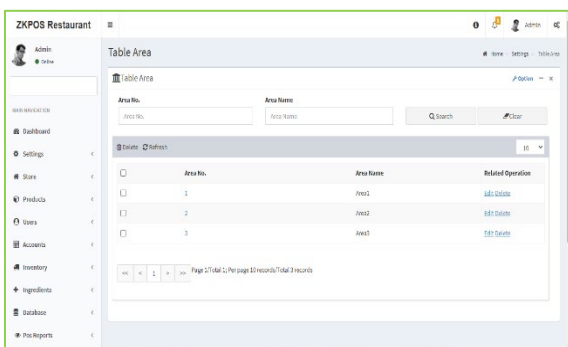 ZKPOS Restaurant
Admin
Admin
Online
Table Area
Home Settings Table Area
MAIN NAVIGATION
Dashboard
Settings
Store
Products
Users
Accounts
Inventory
Ingredients
Database
Pos Reports
Table Area
Option
Area No. Area Name
Area No. Area Name Search Clear
Delete Refresh 10
Area No. Area Name Related Operation
1 Area1 Edit Delete
2 Area2 Edit Delete
3 Area3 Edit Delete
<< < 1 > >> Page 1/Total 1; Per page 10 records/Total 3 records